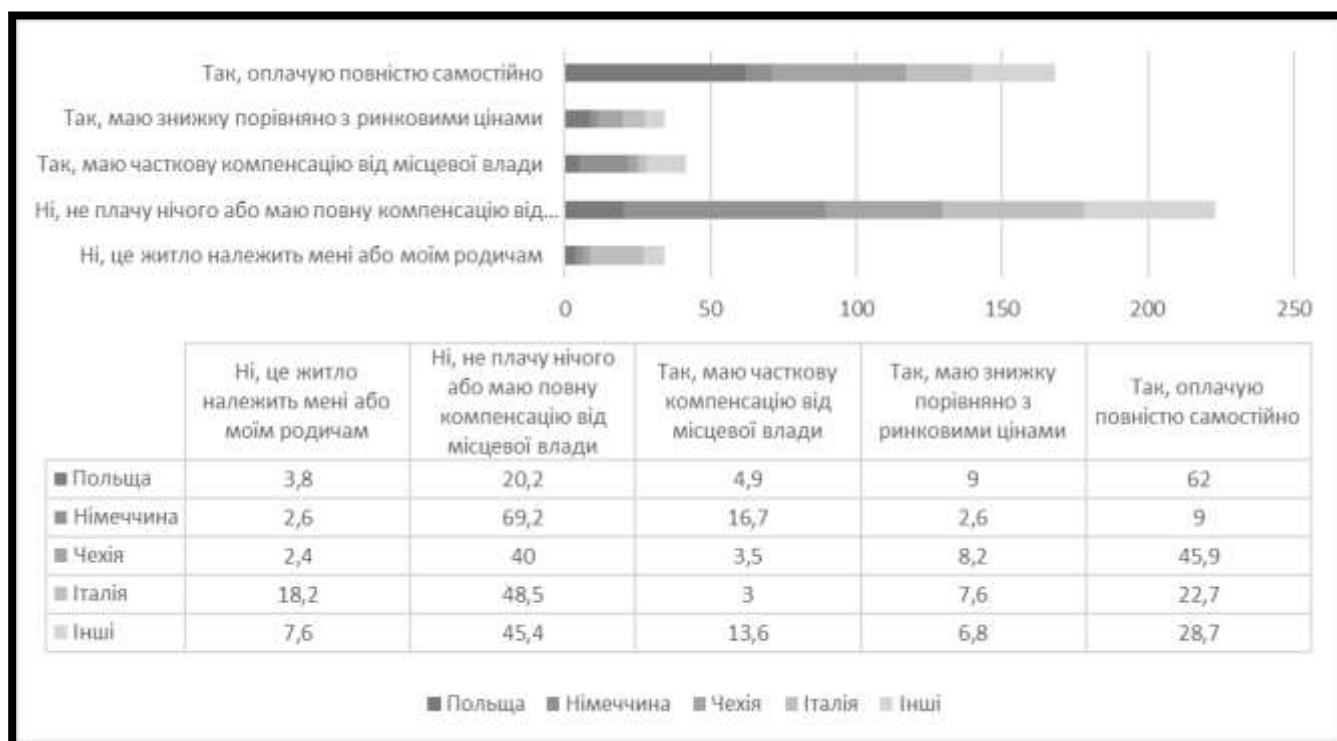 Так, оплачую повністю самостійно
Так, маю знижку порівняно з ринковими цінами
Так, маю часткову компенсацію від місцевої влади
Ні, не плачу нічого або маю повну компенсацію від...
Ні, це житло належить мені або моїм родичам
0 50 100 150 200 250
Ні, це житло
належить мені або
моїм родичам
Ні, не плачу нічого
або маю повну
компенсацію від
місцевої влади
Так, маю часткову
компенсацію від
місцевої влади
Так, маю знижку
порівняно з
ринковими цінами
Так, оплачую
повністю самостійно
Польща 3,8 20,2 4,9 9 62
Німеччина 2,6 69,2 16,7 2,6 9
Чехія 2,4 40 3,5 8,2 45,9
Італія 18,2 48,5 3 7,6 22,7
Інші 7,6 45,4 13,6 6,8 28,7
Польща Німеччина Чехія Італія Інші